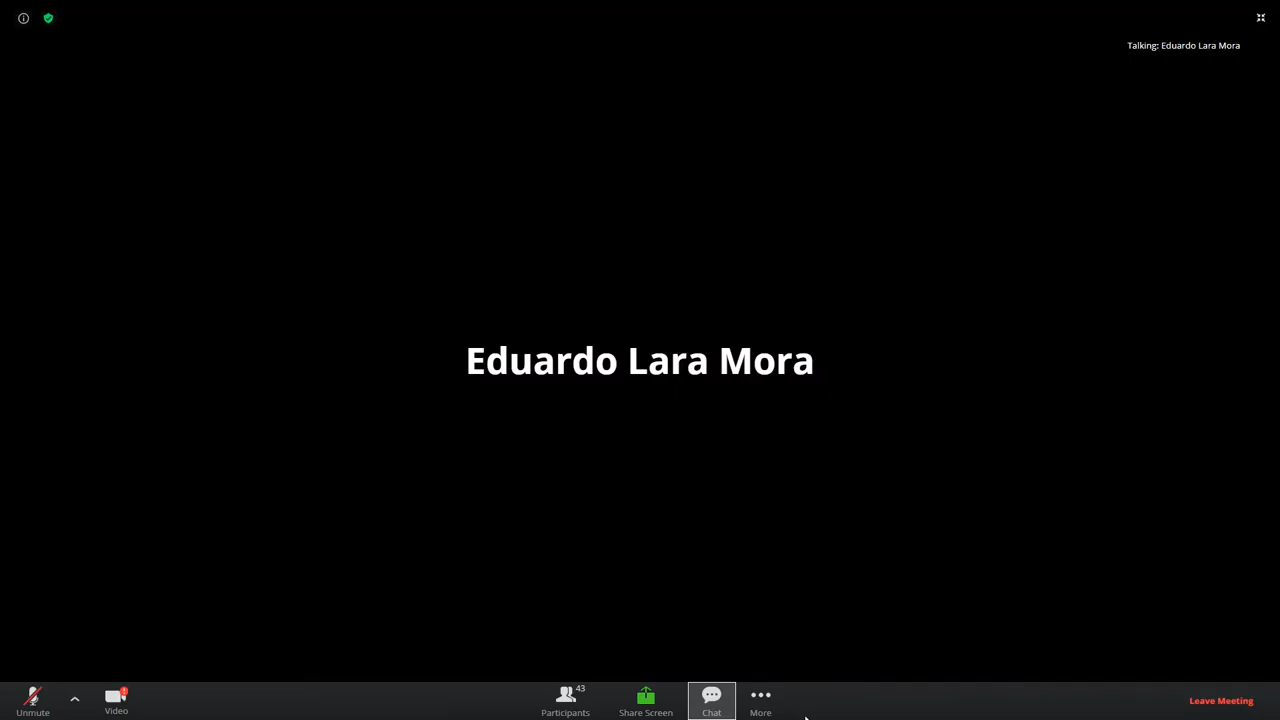 Talking: Eduardo Lara Mora
Eduardo Lara Mora
Unmute
Video
Participants
43
Share Screen
Chat
More
Leave Meeting